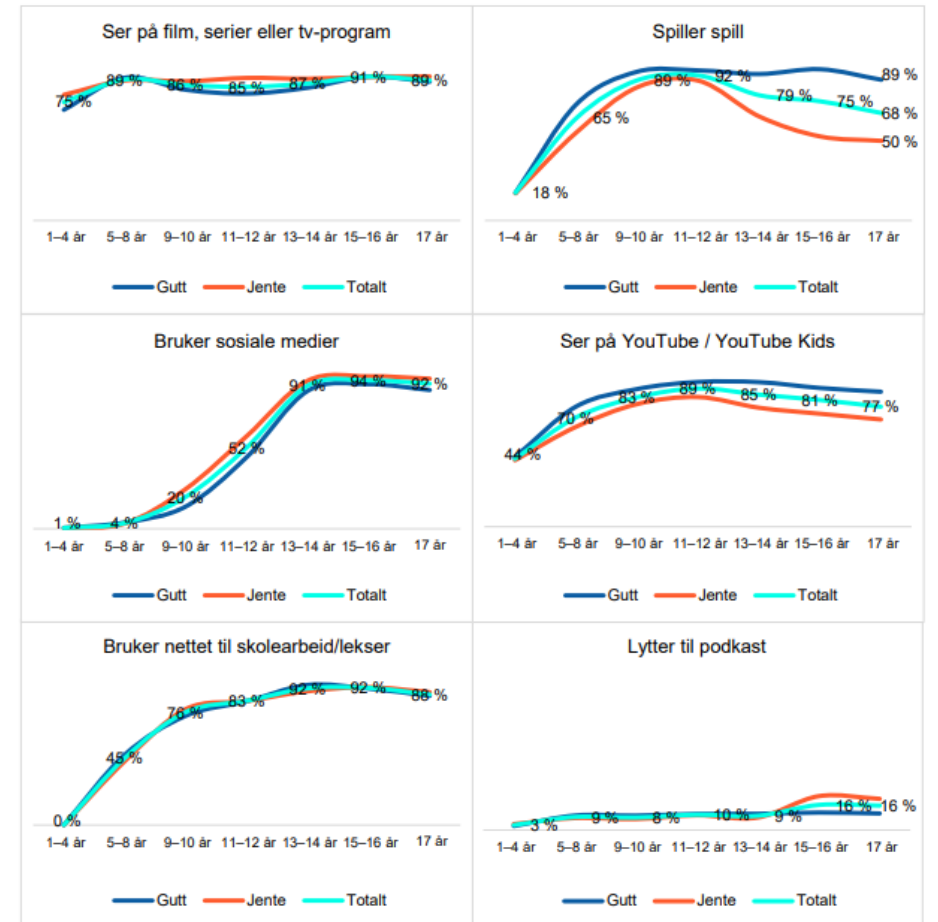 Ser på film, serier eller tv-program
75 %
89 %
86 %
85 %
87 %
91 %
89 %
1–4 år 5–8 år 9–10 år 11–12 år 13–14 år 15–16 år 17 år
Gutt Jente Totalt
Spiller spill
18 %
65 %
89 %
92 %
79 %
75 %
89 %
68 %
50 %
1–4 år 5–8 år 9–10 år 11–12 år 13–14 år 15–16 år 17 år
Gutt Jente Totalt
Bruker sosiale medier
1 %
4 %
20 %
52 %
91 %
94 %
92 %
1–4 år 5–8 år 9–10 år 11–12 år 13–14 år 15–16 år 17 år
Gutt Jente Totalt
Ser på YouTube / YouTube Kids
44 %
70 %
83 %
89 %
85 %
81 %
77 %
1–4 år 5–8 år 9–10 år 11–12 år 13–14 år 15–16 år 17 år
Gutt Jente Totalt
Bruker nettet til skolearbeid/lekser
0 %
45 %
76 %
83 %
92 %
92 %
88 %
1–4 år 5–8 år 9–10 år 11–12 år 13–14 år 15–16 år 17 år
Gutt Jente Totalt
Lytter til podkast
3 %
9 %
8 %
10 %
9 %
16 %
16 %
1–4 år 5–8 år 9–10 år 11–12 år 13–14 år 15–16 år 17 år
Gutt Jente Totalt